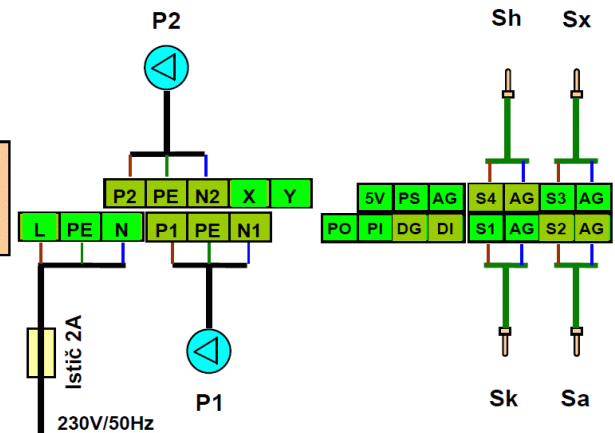 P2
Sh Sx
P2 PE N2 X Y
5V PS AG S4 AG S3 AG
L PE N P1 PE N1
PO PI DG DI S1 AG S2 AG
Istič 2A
P1
Sk Sa
230V/50Hz